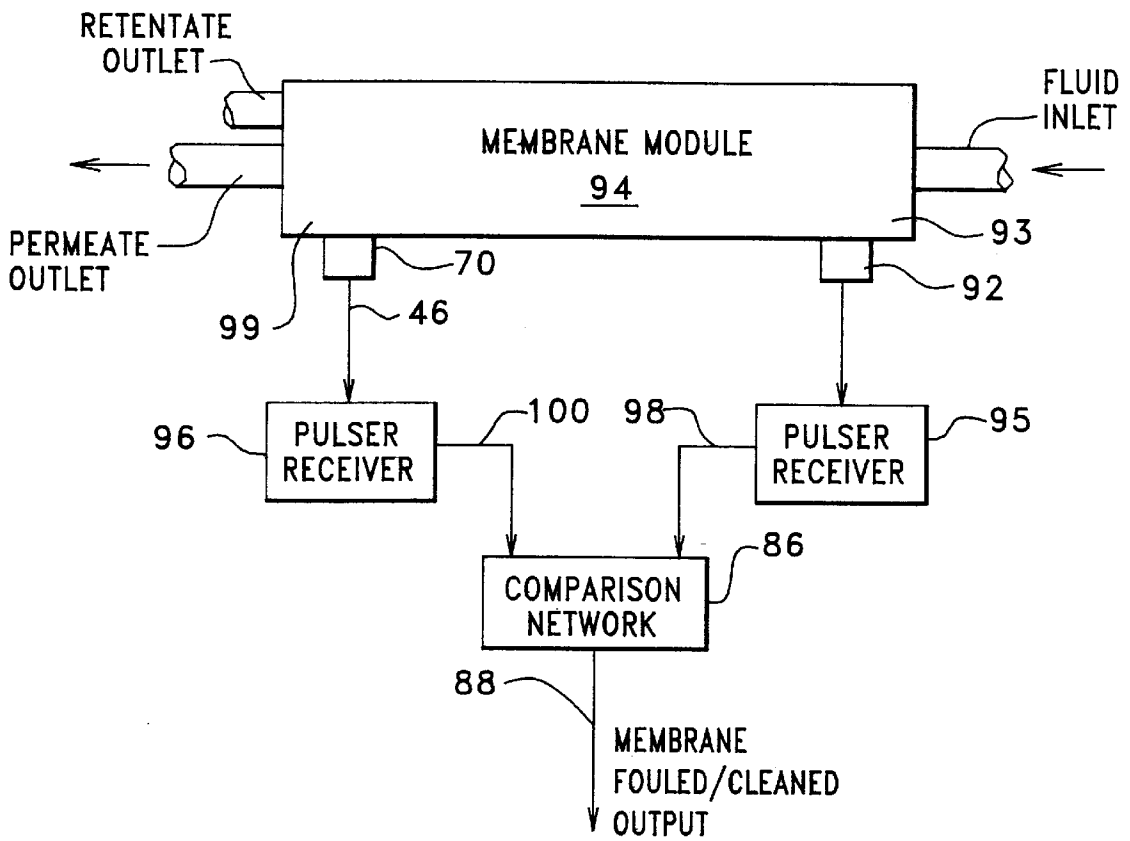 RETENTATE
OUTLET
FLUID
INLET
MEMBRANE MODULE
94
PERMEATE
OUTLET
99
70
46
93
92
96
PULSER
RECEIVER
100
98
PULSER
RECEIVER
95
COMPARISON
NETWORK
86
88
MEMBRANE
FOULED/CLEANED
OUTPUT